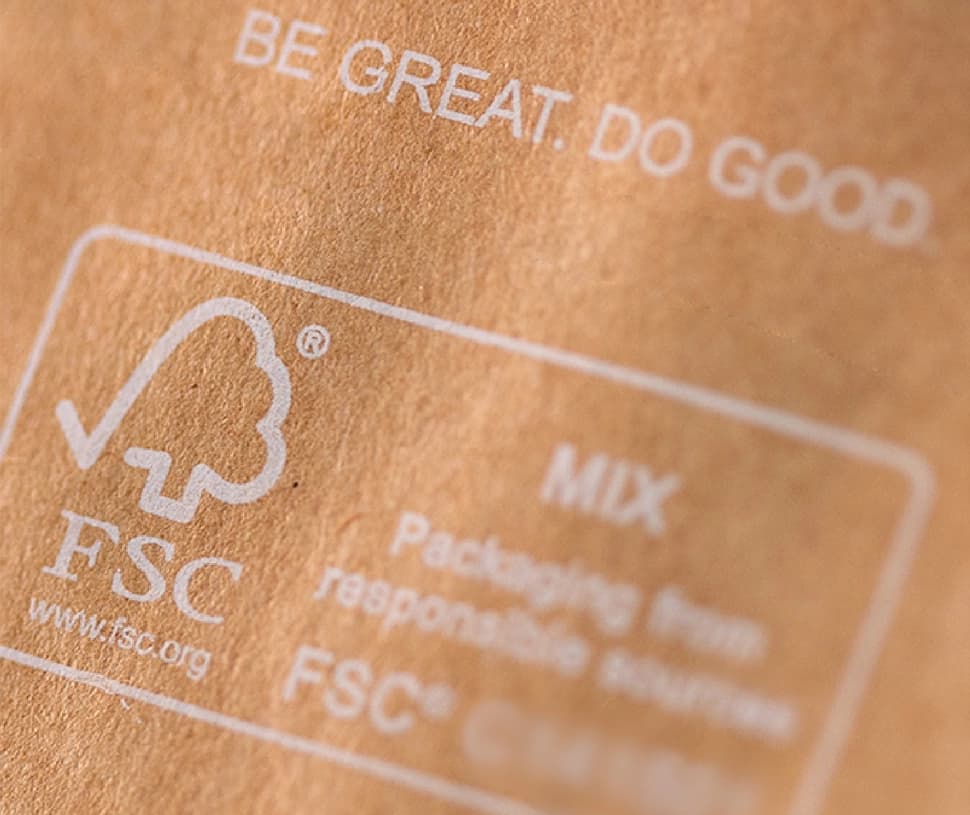 BE GREAT. DO GOOD.
®
FSC
www.fsc.org
MIX
Packaging from
responsible sources
FSC®